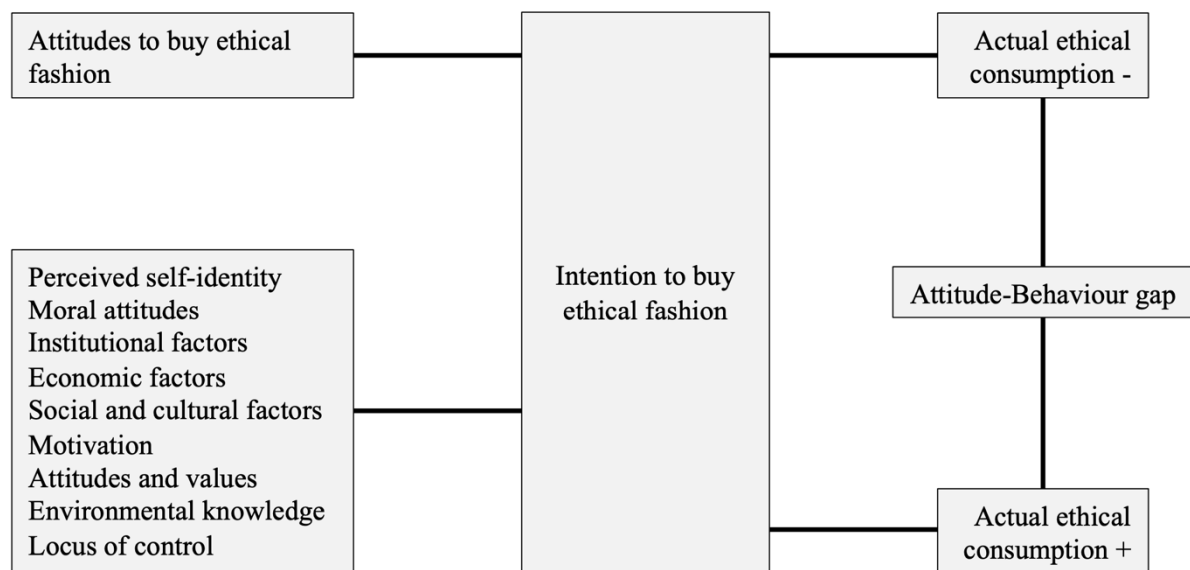 Attitudes to buy ethical
fashion
Perceived self-identity
Moral attitudes
Institutional factors
Economic factors
Social and cultural factors
Motivation
Attitudes and values
Environmental knowledge
Locus of control
Intention to buy
ethical fashion
Actual ethical
consumption -
Attitude-Behaviour gap
Actual ethical
consumption +